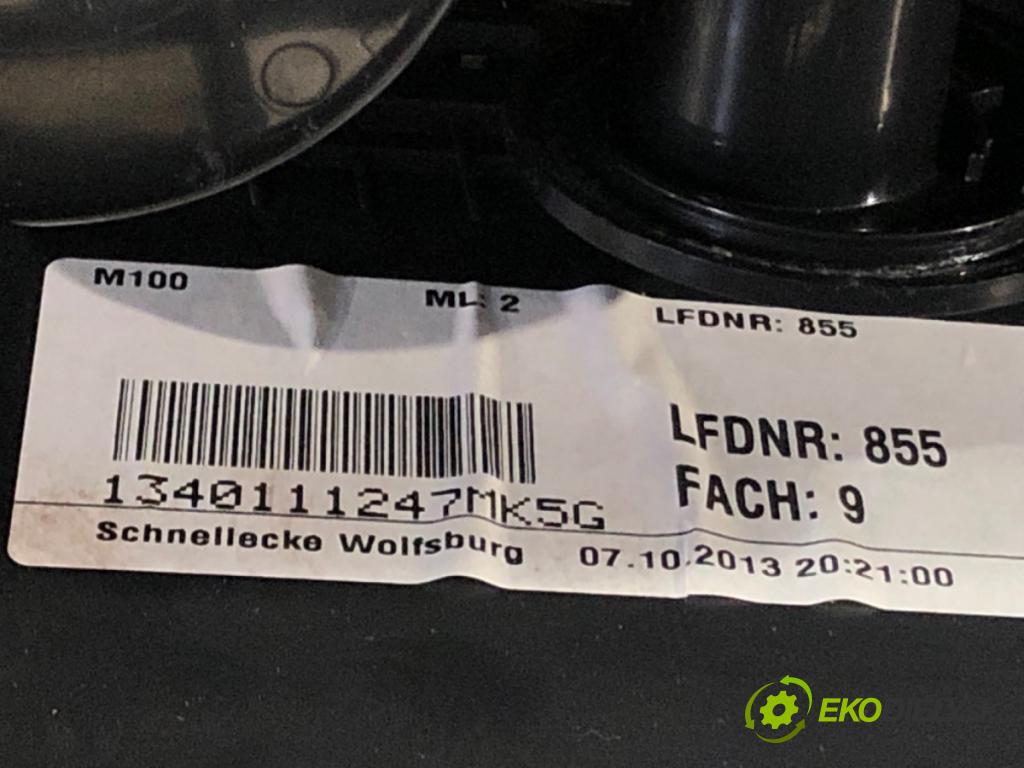 M100
ML: 2
LFDNR: 855
LFDNR: 855
1340111247MK5G
FACH: 9
Schnellecke Wolfsburg 07.10.2013 20:21:00
EKO